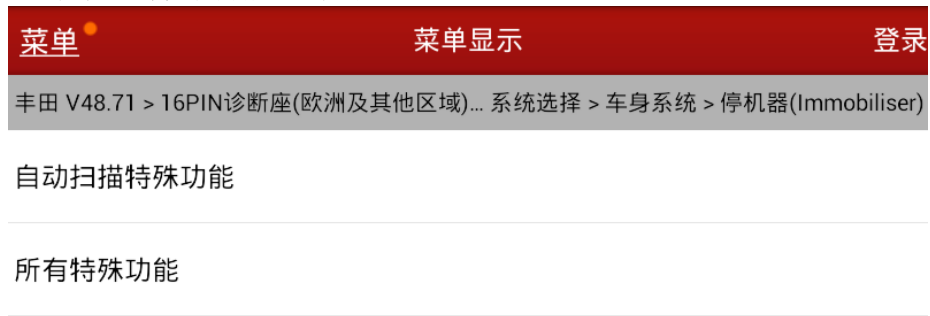 菜单 菜单显示 登录
丰田 V48.71 > 16PIN诊断座(欧洲及其他区域)... 系统选择 > 车身系统 > 停机器(Immobiliser)
自动扫描特殊功能
所有特殊功能